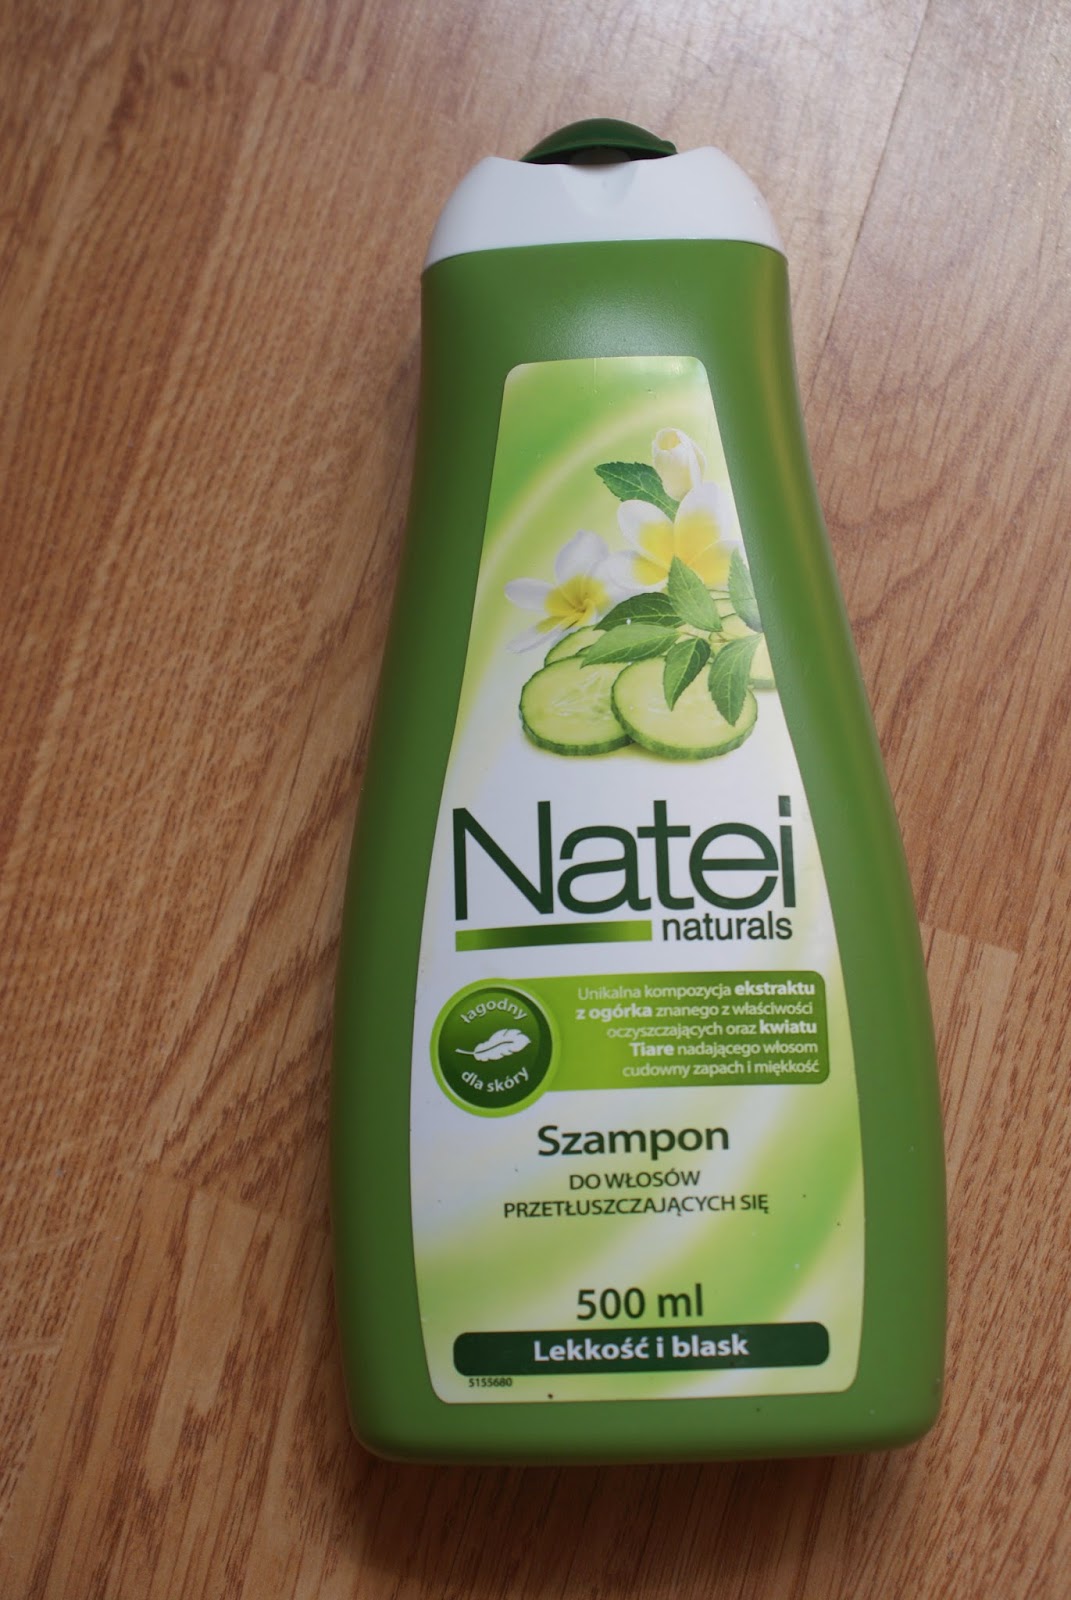 Natei
naturals
łagodny
dla skóry
Unikalna kompozycja ekstraktu
z ogórka znanego z właściwości
oczyszczających oraz kwiatu
Tiare nadającego włosom
cudowny zapach i miękkość
Szampon
DO WŁOSÓW
PRZETŁUSZCZAJĄCYCH SIĘ
500 ml
Lekkość i blask
5155680